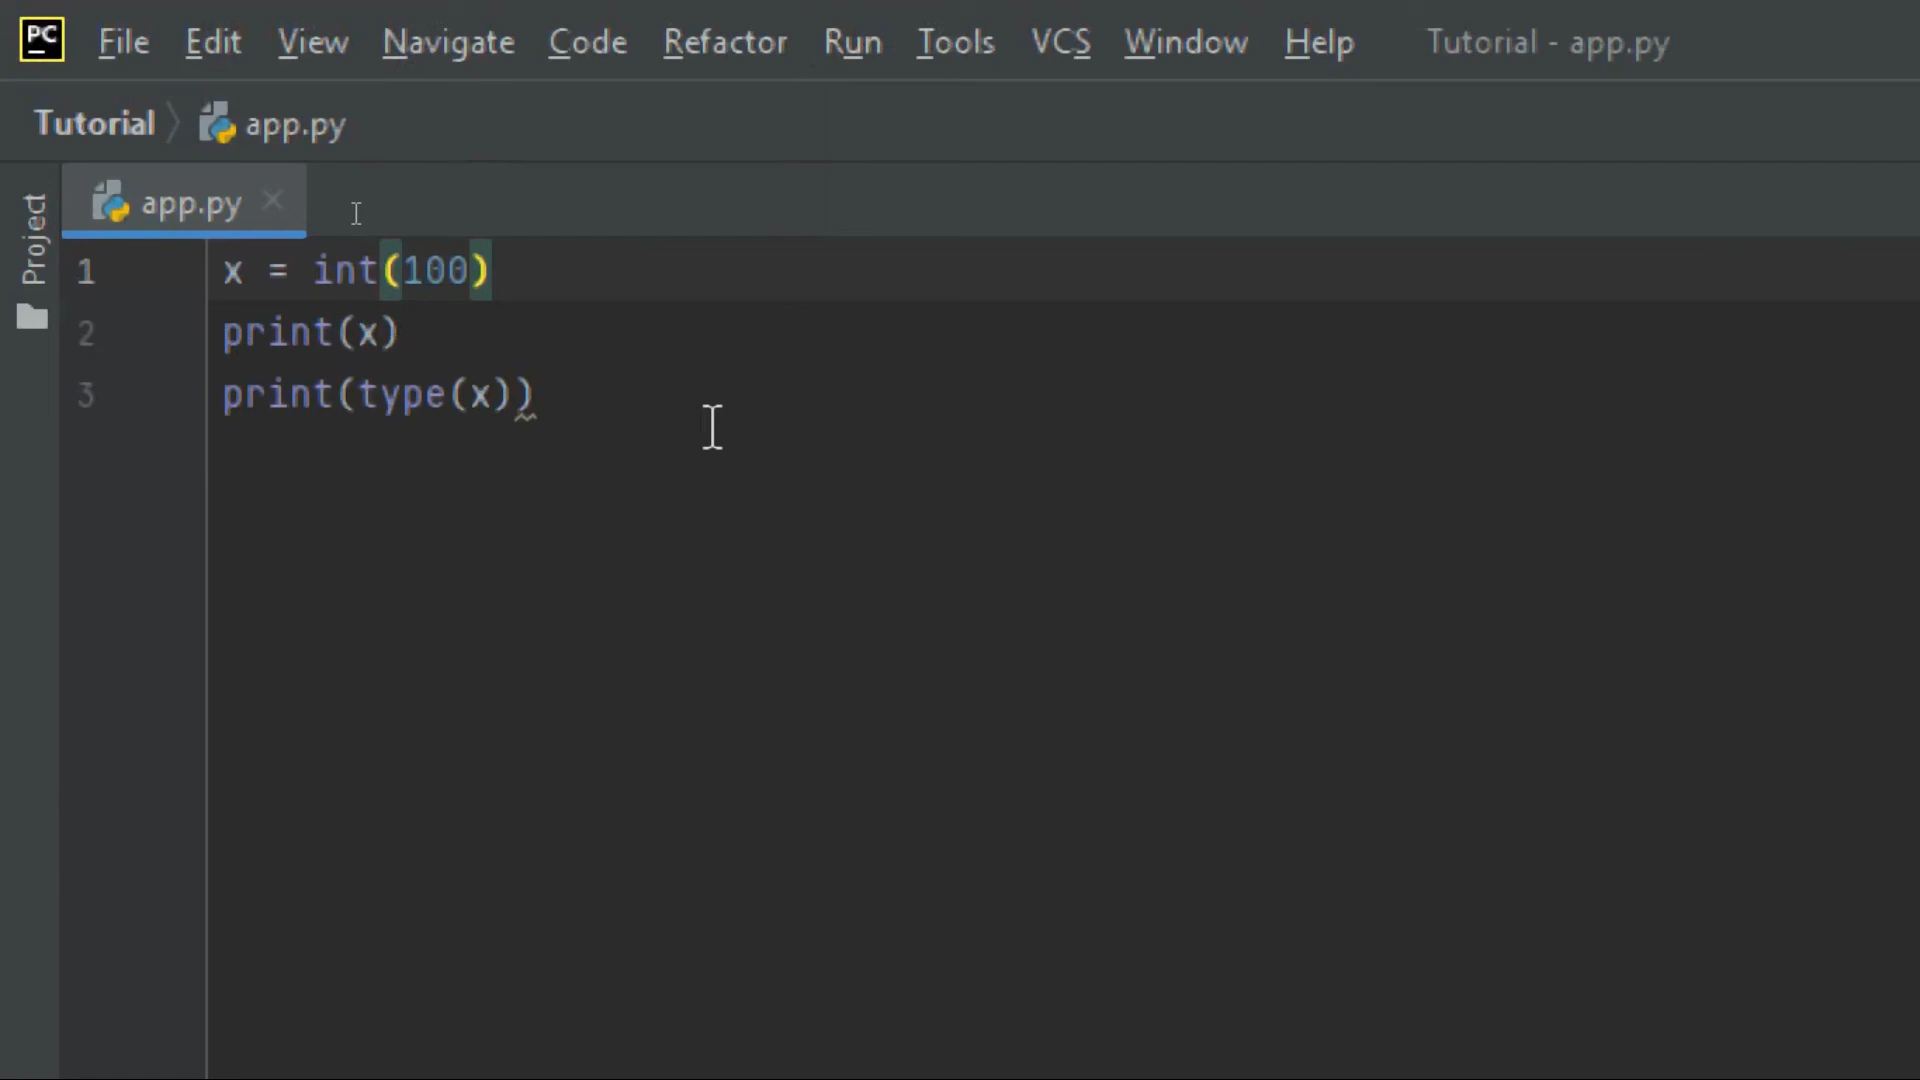 PC File Edit View Navigate Code Refactor Run Tools VCS Window Help Tutorial - app.py
Tutorial app.py
app.py
Project
1 x = int(100)
2 print(x)
3 print(type(x))